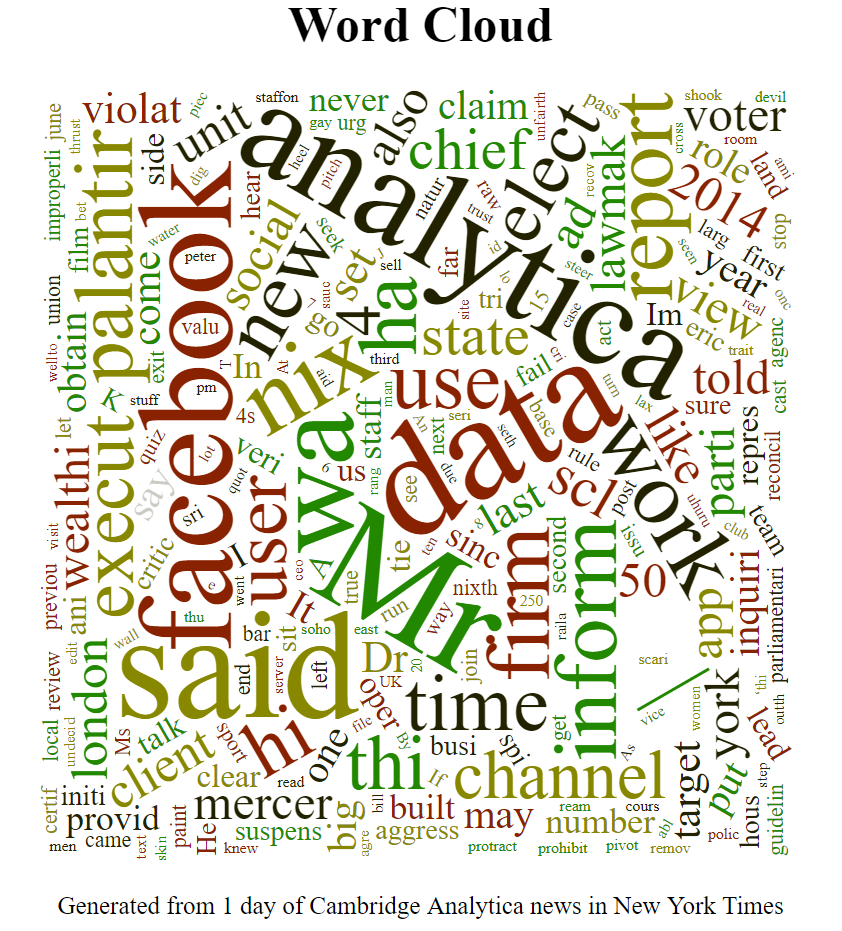 Word Cloud
violat
piec
staffon
never
gay
urg
also
claim
unfairth
pass
report
shook
devil
voter
cross
room
june
thrust
palantir
side
unit
analytica
heel
pitch
hear
dig
chief
elect
ad
recov
lawmak
role
land
ami
2014
improperli
film
bet
water
come
peter
facebook
social
new
seek
set
J
natur
raw
trust
id
lo
steer
larg
year
first
real
stop
seen
view
onc
union
obtain
exit
valu
T
In
go
7
sauc
4
ha
sell
far
site
tri
15
case
act
Im
eric
trait
agenc
wellto
K
stuff
pm
4s
At
nix
aid
third
state
fail
cri
turn
told
cast
sure
let
wealthi
execut
quiz
lot
veri
quot
wa
6
us
staff
man
rang
use
An
next
seri
due
seth
base
data
lax
like
work
rule
post
parti
repres
reconcil
uhuru
club
team
say
sri
critic
visit
previou
ani
user
I
went
ceo
A
true
see
tie
ten
sinc
8
last
scl
second
issu
50
inquiri
parliamentari
app
c
thu
It
Mr
run
way
nixth
firm
250
raila
inform
wall
edit
said
bar
sit
soho
east
left
Dr
20
UK
join
scari
vice
women
york
'thi
outth
review
london
undecid
local
Ms
talk
sport
server
end
hi
oper
file
By
time
get
As
lead
step
client
clear
read
one
thi
If
busi
spi
channel
target
put
hous
guidelin
certif
initi
provid
paint
mercer
big
bill
built
may
number
abl
polic
men
came
text
skin
He
knew
suspens
agre
aggress
protract
ream
prohibit
cours
pivot
remov
Generated from 1 day of Cambridge Analytica news in New York Times